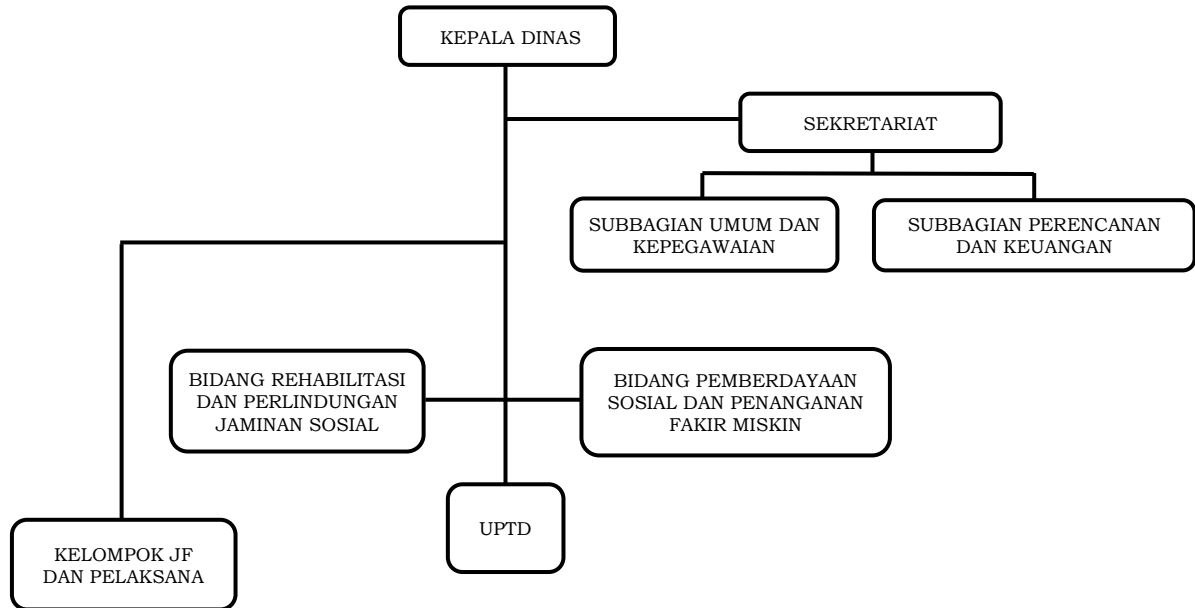 KEPALA DINAS
SEKRETARIAT
SUBBAGIAN UMUM DAN
KEPEGAWAIAN
SUBBAGIAN PERENCANAN
DAN KEUANGAN
BIDANG REHABILITASI
DAN PERLINDUNGAN
JAMINAN SOSIAL
BIDANG PEMBERDAYAAN
SOSIAL DAN PENANGANAN
FAKIR MISKIN
UPTD
KELOMPOK JF
DAN PELAKSANA